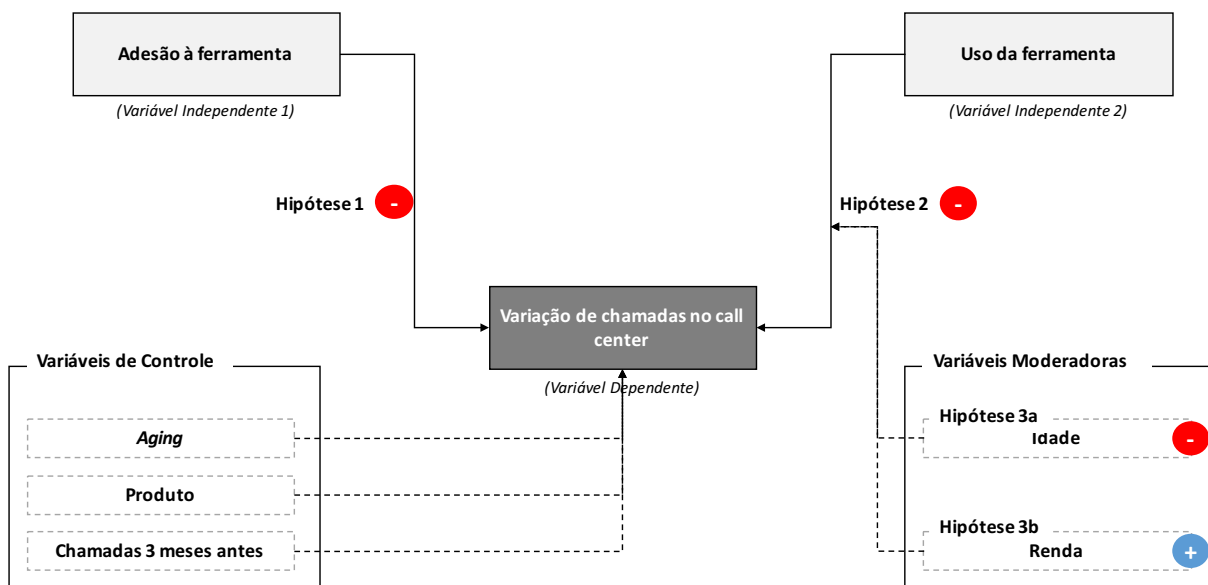 Adesão à ferramenta
(Variável Independente 1)
Uso da ferramenta
(Variável Independente 2)
Hipótese 1
-
Hipótese 2
-
Variação de chamadas no call
center
(Variável Dependente)
Variáveis de Controle
Aging
Produto
Chamadas 3 meses antes
Variáveis Moderadoras
Hipótese 3a
Idade
-
Hipótese 3b
Renda
+